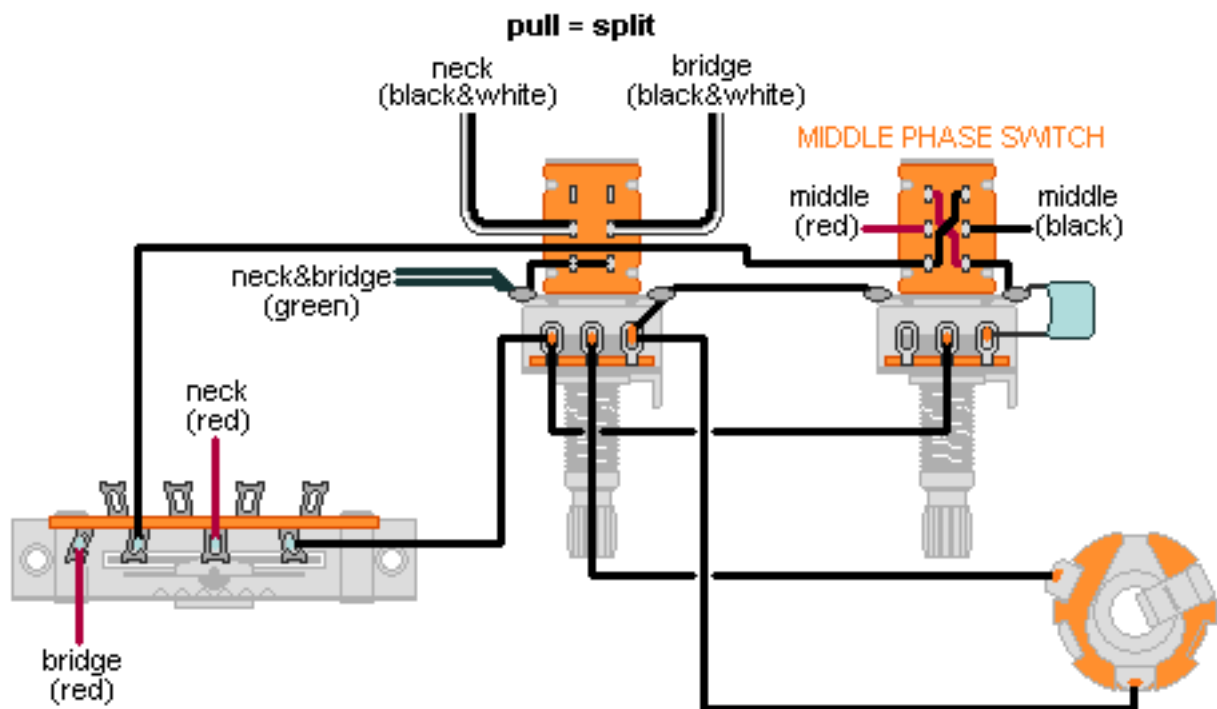 pull = split
neck
(black&white)
bridge
(black&white)
MIDDLE PHASE SWITCH
middle
(red)
middle
(black)
neck&bridge
(green)
neck
(red)
bridge
(red)